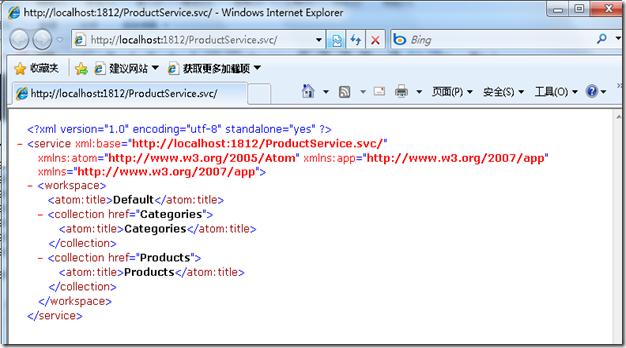 http://localhost:1812/ProductService.svc/ - Windows Internet Explorer
http://localhost:1812/ProductService.svc/
Bing
收藏夹 建议网站 获取更多加载项
http://localhost:1812/ProductService.svc/
页面(P) 安全(S) 工具(O)
<?xml version="1.0" encoding="utf-8" standalone="yes" ?>
- <service xml:base="http://localhost:1812/ProductService.svc/"
xmlns:atom="http://www.w3.org/2005/Atom" xmlns:app="http://www.w3.org/2007/app"
xmlns="http://www.w3.org/2007/app">
- <workspace>
<atom:title>Default</atom:title>
- <collection href="Categories">
<atom:title>Categories</atom:title>
</collection>
- <collection href="Products">
<atom:title>Products</atom:title>
</collection>
</workspace>
</service>